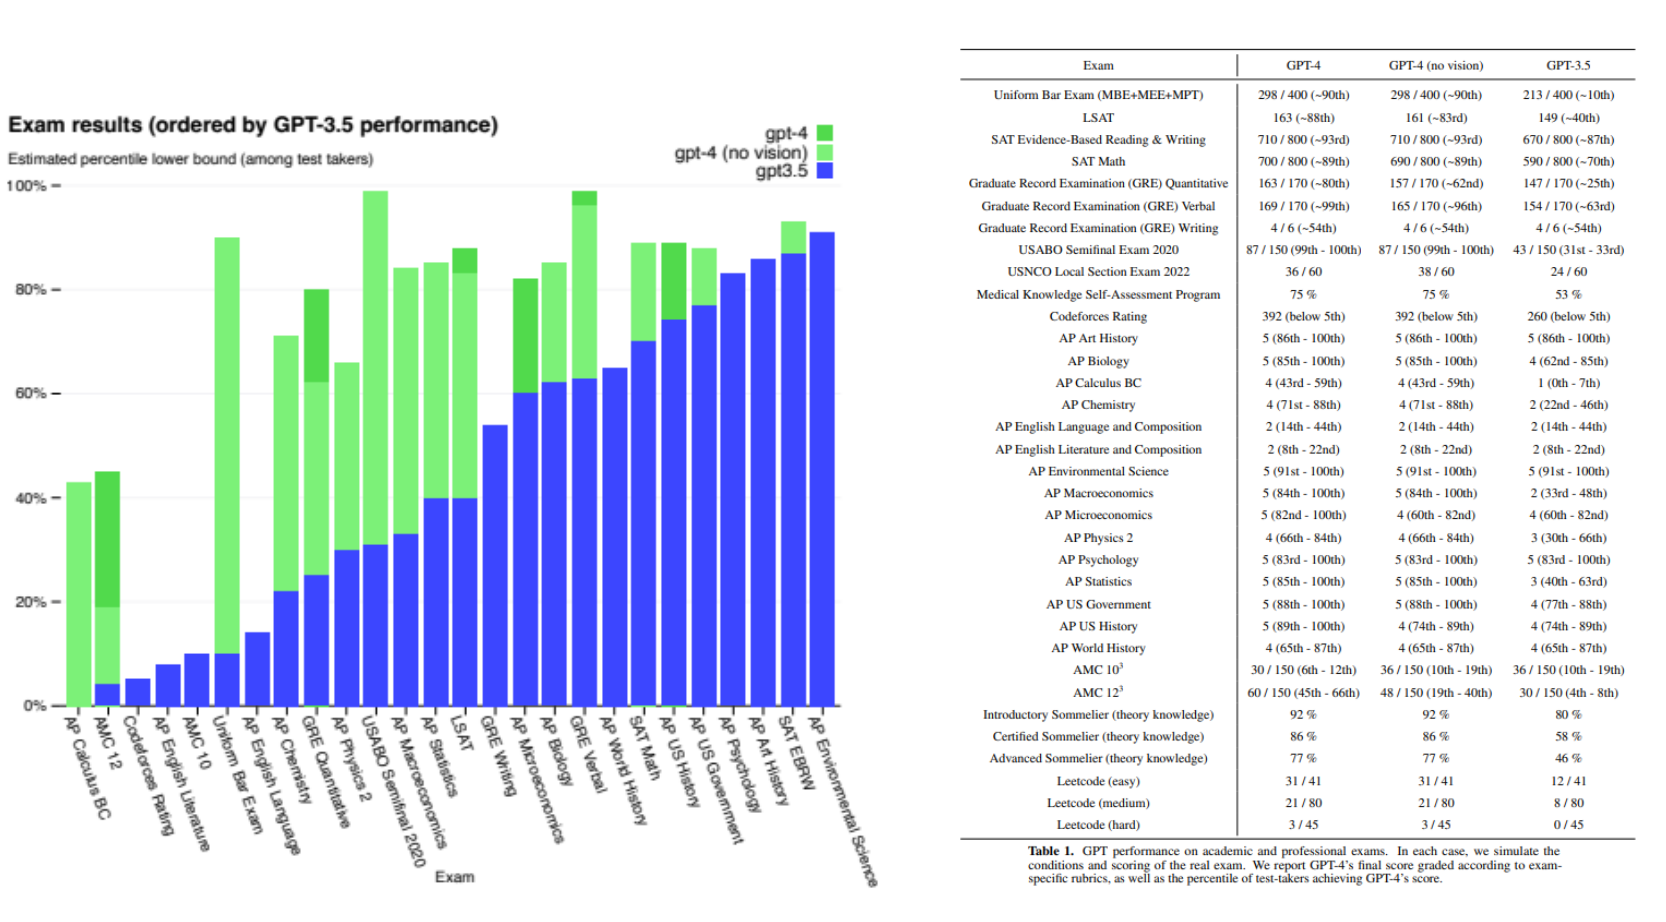 Exam results (ordered by GPT-3.5 performance)
Estimated percentile lower bound (among test takers)
gpt-4
gpt-4 (no vision)
gpt3.5
100%
80%
60%
40%
20%
0%
AP Calculus BC
AMC 12
Codeforces Rating
AP English Literature
AMC 10
Uniform Bar Exam
AP English Language
AP Chemistry
GRE Quantitative
AP Physics 2
USABO Semifinal 2020
AP Macroeconomics
AP Statistics
LSAT
GRE Writing
AP Microeconomics
AP Biology
GRE Verbal
AP World History
SAT Math
AP US History
AP US Government
AP Psychology
AP Art History
SAT EBRW
AP Environmental Science
Exam
Exam GPT-4 GPT-4 (no vision) GPT-3.5
Uniform Bar Exam (MBE+MEE+MPT) 298 / 400 (~90th) 298 / 400 (~90th) 213 / 400 (~10th)
LSAT 163 (~88th) 161 (~83rd) 149 (~40th)
SAT Evidence-Based Reading & Writing 710 / 800 (~93rd) 710 / 800 (~93rd) 670 / 800 (~87th)
SAT Math 700 / 800 (~89th) 690 / 800 (~89th) 590 / 800 (~70th)
Graduate Record Examination (GRE) Quantitative 163 / 170 (~80th) 157 / 170 (~62nd) 147 / 170 (~25th)
Graduate Record Examination (GRE) Verbal 169 / 170 (~99th) 165 / 170 (~96th) 154 / 170 (~63rd)
Graduate Record Examination (GRE) Writing 4 / 6 (~54th) 4 / 6 (~54th) 4 / 6 (~54th)
USABO Semifinal Exam 2020 87 / 150 (99th - 100th) 87 / 150 (99th - 100th) 43 / 150 (31st - 33rd)
USNCO Local Section Exam 2022 36 / 60 38 / 60 24 / 60
Medical Knowledge Self-Assessment Program 75 % 75 % 53 %
Codeforces Rating 392 (below 5th) 392 (below 5th) 260 (below 5th)
AP Art History 5 (86th - 100th) 5 (86th - 100th) 5 (86th - 100th)
AP Biology 5 (85th - 100th) 5 (85th - 100th) 4 (62nd - 85th)
AP Calculus BC 4 (43rd - 59th) 4 (43rd - 59th) 1 (0th - 7th)
AP Chemistry 4 (71st - 88th) 4 (71st - 88th) 2 (22nd - 46th)
AP English Language and Composition 2 (14th - 44th) 2 (14th - 44th) 2 (14th - 44th)
AP English Literature and Composition 2 (8th - 22nd) 2 (8th - 22nd) 2 (8th - 22nd)
AP Environmental Science 5 (91st - 100th) 5 (91st - 100th) 5 (91st - 100th)
AP Macroeconomics 5 (84th - 100th) 5 (84th - 100th) 2 (33rd - 48th)
AP Microeconomics 5 (82nd - 100th) 4 (60th - 82nd) 4 (60th - 82nd)
AP Physics 2 4 (66th - 84th) 4 (66th - 84th) 3 (30th - 66th)
AP Psychology 5 (83rd - 100th) 5 (83rd - 100th) 5 (83rd - 100th)
AP Statistics 5 (85th - 100th) 5 (85th - 100th) 3 (40th - 63rd)
AP US Government 5 (88th - 100th) 5 (88th - 100th) 4 (77th - 88th)
AP US History 5 (89th - 100th) 4 (74th - 89th) 4 (74th - 89th)
AP World History 4 (65th - 87th) 4 (65th - 87th) 4 (65th - 87th)
AMC 10³ 30 / 150 (6th - 12th) 36 / 150 (10th - 19th) 36 / 150 (10th - 19th)
AMC 12³ 60 / 150 (45th - 66th) 48 / 150 (19th - 40th) 30 / 150 (4th - 8th)
Introductory Sommelier (theory knowledge) 92 % 92 % 80 %
Certified Sommelier (theory knowledge) 86 % 86 % 58 %
Advanced Sommelier (theory knowledge) 77 % 77 % 46 %
Leetcode (easy) 31 / 41 31 / 41 12 / 41
Leetcode (medium) 21 / 80 21 / 80 8 / 80
Leetcode (hard) 3 / 45 3 / 45 0 / 45
Table 1. GPT performance on academic and professional exams. In each case, we simulate the
conditions and scoring of the real exam. We report GPT-4's final score graded according to exam-
specific rubrics, as well as the percentile of test-takers achieving GPT-4's score.